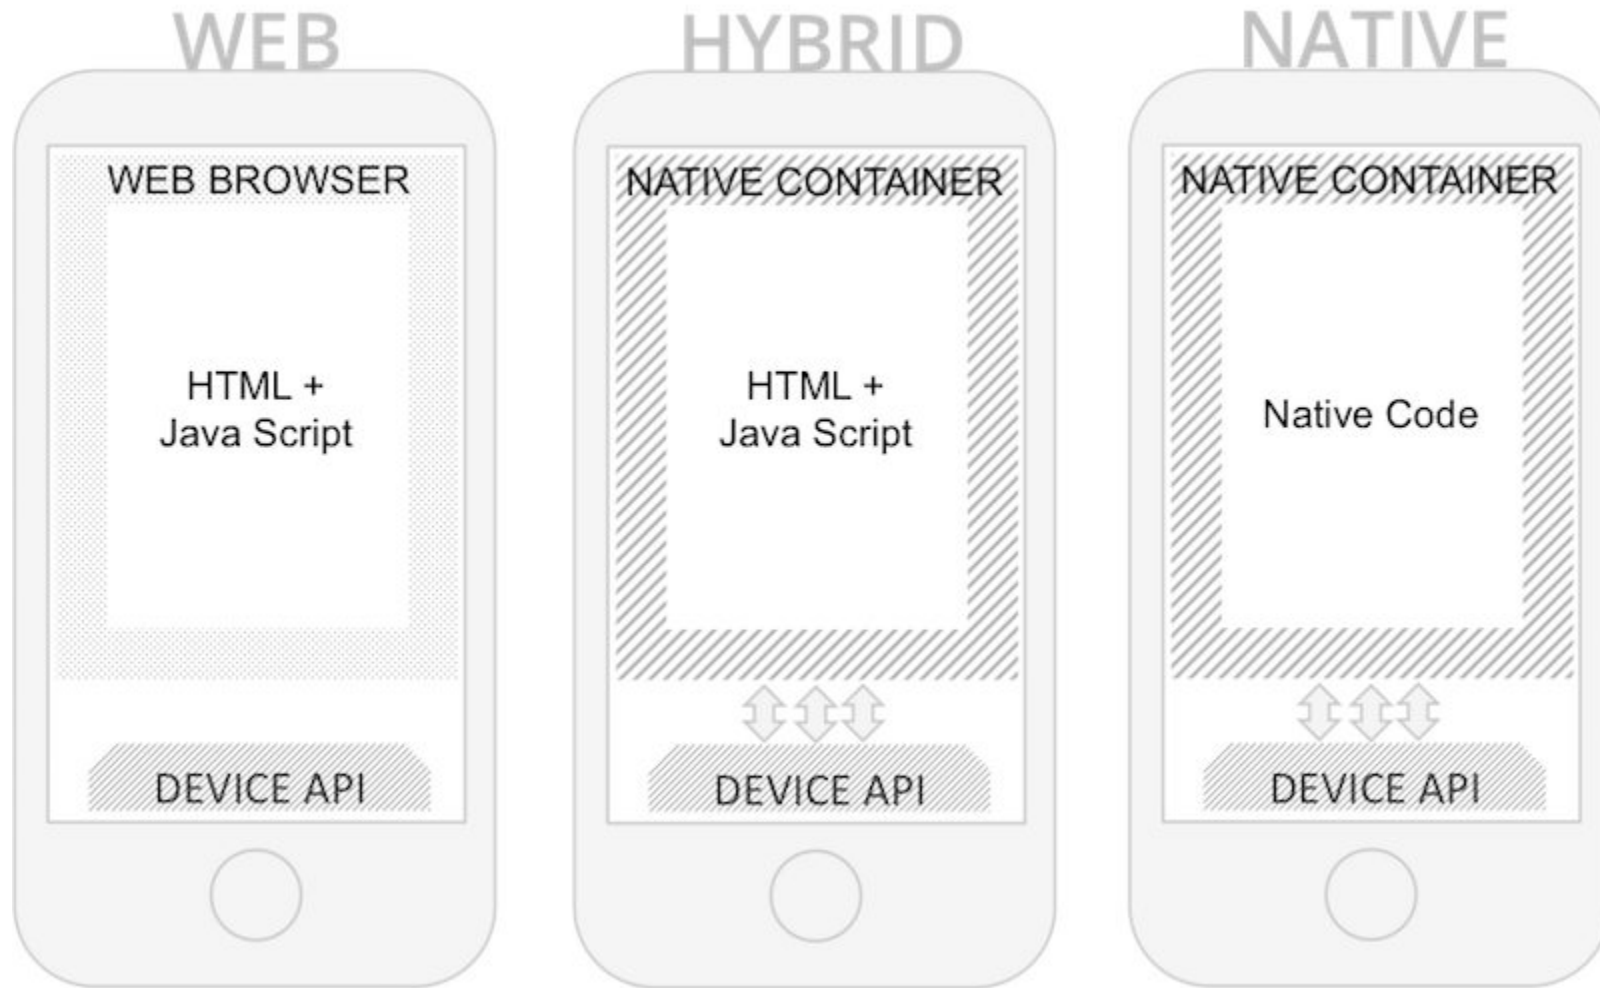 WEB
WEB BROWSER
HTML +
Java Script
DEVICE API
HYBRID
NATIVE CONTAINER
HTML +
Java Script
DEVICE API
NATIVE
NATIVE CONTAINER
Native Code
DEVICE API